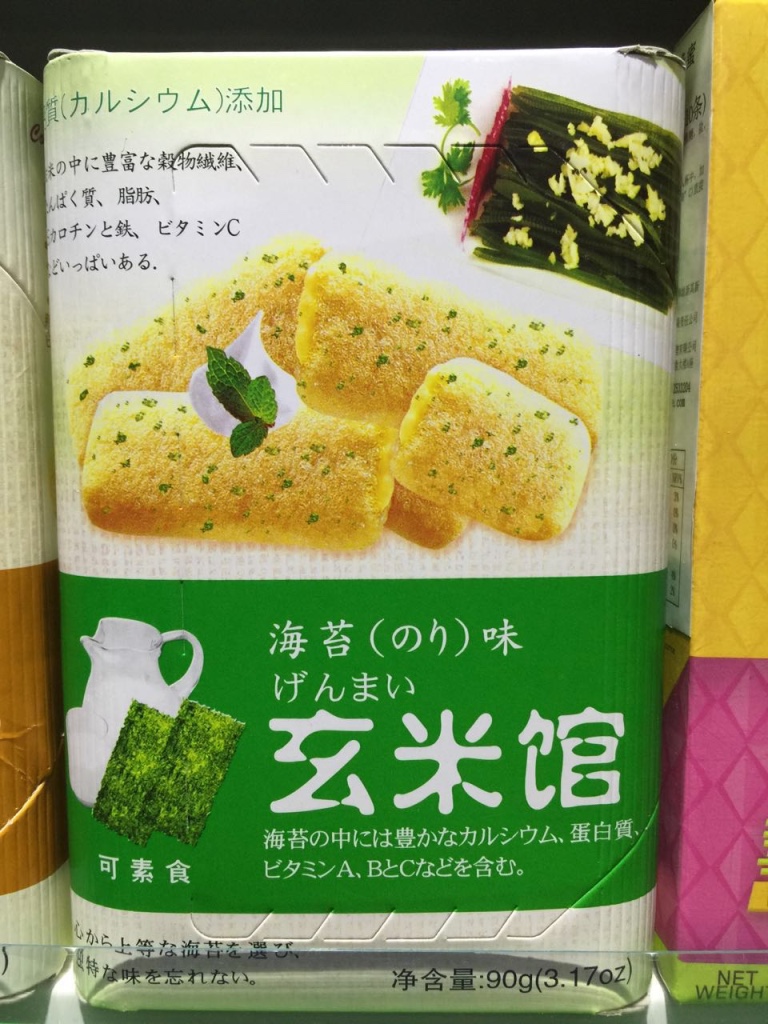 質(カルシウム)添加
米の中に豊富な穀物繊維、
んぱく質、脂肪、
カロチンと鉄、ビタミンC
どいっぱいある.
海苔(のり)味
げんまい
玄米馆
海苔の中には豊かなカルシウム、蛋白質、
ビタミンA、BとCなどを含む。
可素食
心から上等な海苔を選び、
特な味を忘れない。
净含量:90g(3.17oz)
NET
WEIGHT